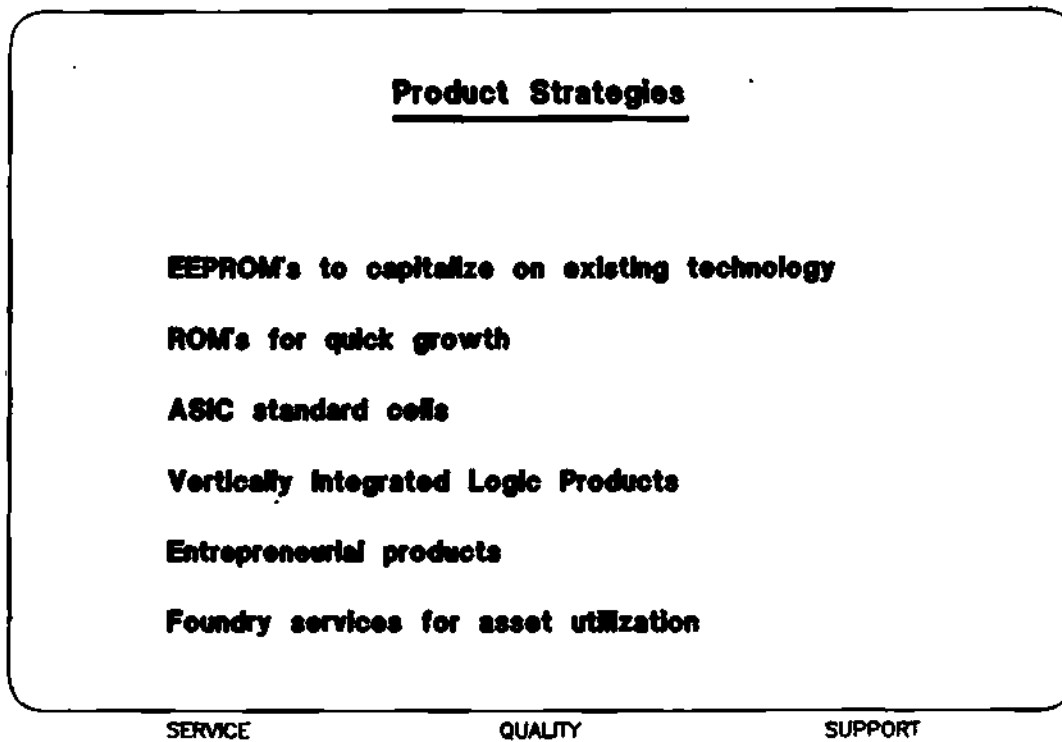 Product Strategies
EEPROM's to capitalize on existing technology
ROM's for quick growth
ASIC standard cells
Vertically Integrated Logic Products
Entrepreneurial products
Foundry services for asset utilization
SERVICE QUALITY SUPPORT